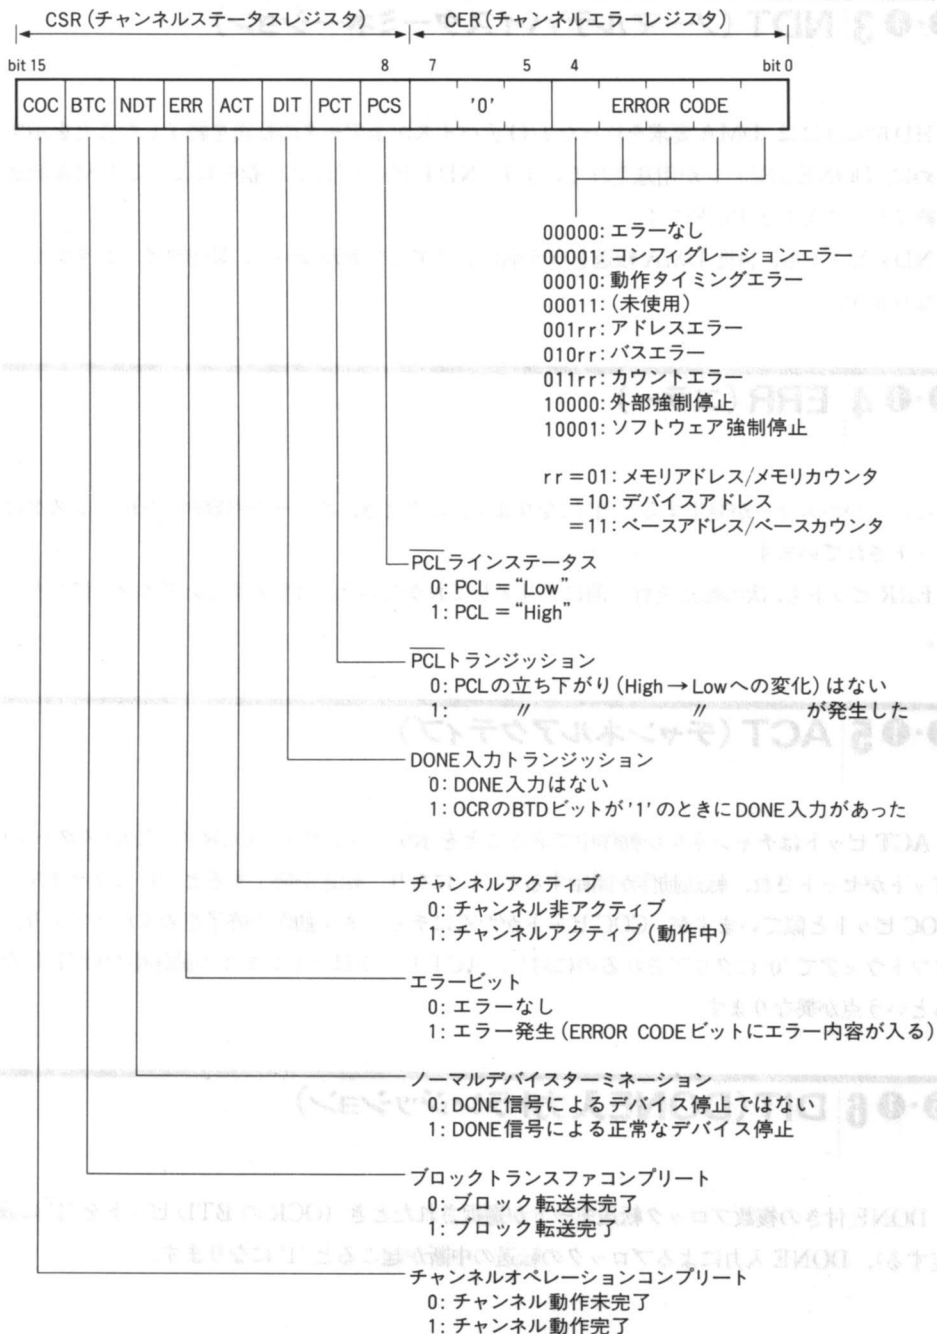 CSR (チャンネルステータスレジスタ) CER (チャンネルエラーレジスタ)
bit 15 8 7 5 4 bit 0
COC BTC NDT ERR ACT DIT PCT PCS '0' ERROR CODE
00000: エラーなし
00001: コンフィグレーションエラー
00010: 動作タイミングエラー
00011: (未使用)
001rr: アドレスエラー
010rr: バスエラー
011rr: カウントエラー
10000: 外部強制停止
10001: ソフトウェア強制停止
rr =01: メモリアドレス/メモリカウンタ
=10: デバイスアドレス
=11: ベースアドレス/ベースカウンタ
PCLラインステータス
0: PCL = “Low”
1: PCL = “High”
PCLトランジッション
0: PCLの立ち下がり (High→Lowへの変化) はない
1: 〃 〃 が発生した
DONE入力トランジッション
0: DONE入力はない
1: OCRのBTDビットが'1'のときにDONE入力があった
チャンネルアクティブ
0: チャンネル非アクティブ
1: チャンネルアクティブ (動作中)
エラービット
0: エラーなし
1: エラー発生 (ERROR CODEビットにエラー内容が入る)
ノーマルデバイスターミネーション
0: DONE信号によるデバイス停止ではない
1: DONE信号による正常なデバイス停止
ブロックトランスファコンプリート
0: ブロック転送未完了
1: ブロック転送完了
チャンネルオペレーションコンプリート
0: チャンネル動作未完了
1: チャンネル動作完了